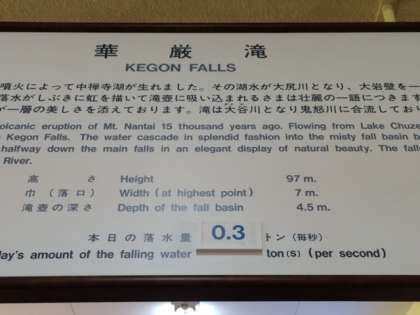 華 厳 滝
KEGON FALLS
噴火によって中禅寺湖が生れました。その湖水が大尻川となり、大岩壁を一
落水がしぶきに虹を描いて滝壺に吸い込まれるさまは壮麗の一語につきます
が一層の美しさを添えております。滝は大谷川となり鬼怒川に合流してお
olcanic eruption of Mt. Nantai 15 thousand years ago. Flowing from Lake Chuze
Kegon Falls. The water cascade in splendid fashion into the misty fall basin b
halfway down the main falls in an elegant display of natural beauty. The fall
River.
高 さ Height 97 m.
巾（落口） Width (at highest point) 7 m.
滝壺の深さ Depth of the fall basin 4.5 m.
本日の落水量 0.3 トン（毎秒）
ay's amount of the falling water ton(s) (per second)